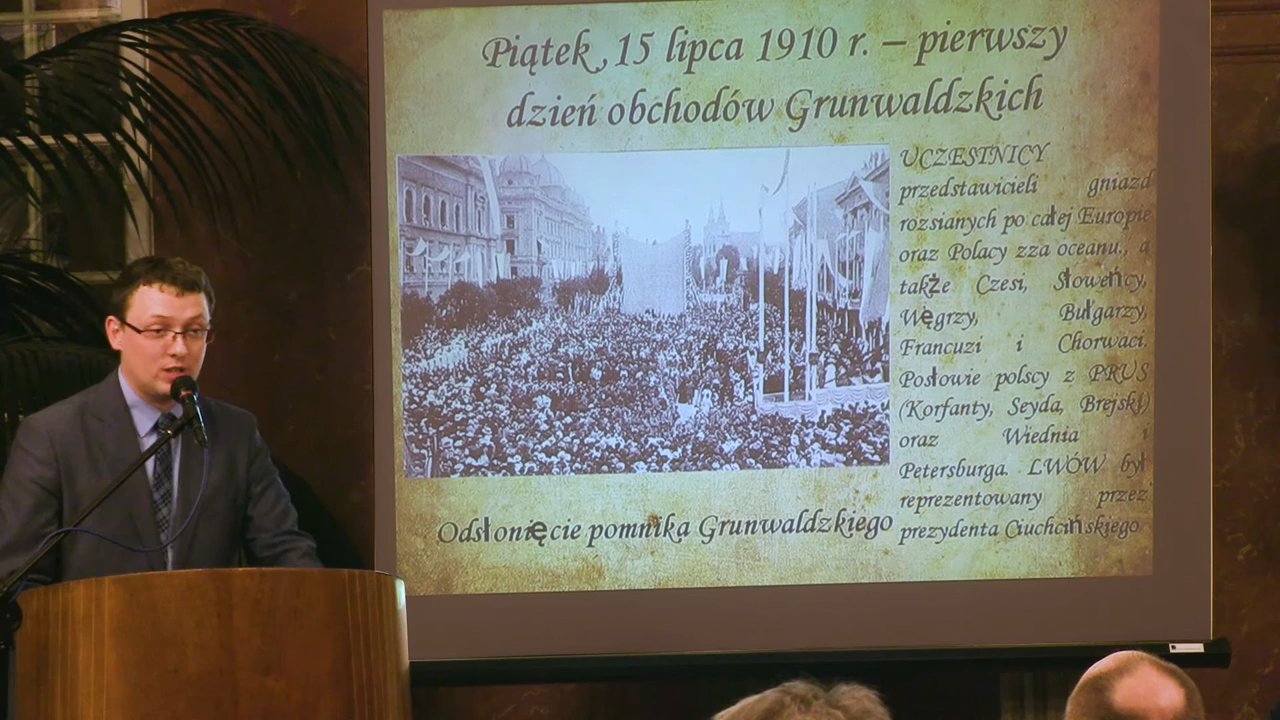 Piątek, 15 lipca 1910 r. – pierwszy
dzień obchodów Grunwaldzkich
UCZESTNICY
przedstawicieli gniazd
rozsianych po całej Europie
oraz Polacy zza oceanu., a
także Czesi, Słoweńcy,
Węgrzy, Bułgarzy,
Francuzi i Chorwaci.
Posłowie polscy z PRUS
(Korfanty, Seyda, Brejski)
oraz Wiednia i
Petersburga. LWÓW był
reprezentowany przez
prezydenta Ciuchcińskiego
Odsłonięcie pomnika Grunwaldzkiego